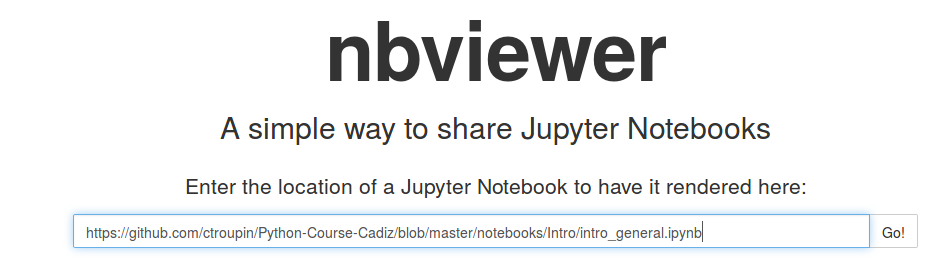 nbviewer
A simple way to share Jupyter Notebooks
Enter the location of a Jupyter Notebook to have it rendered here:
https://github.com/ctroupin/Python-Course-Cadiz/blob/master/notebooks/Intro/intro_general.ipynb Go!